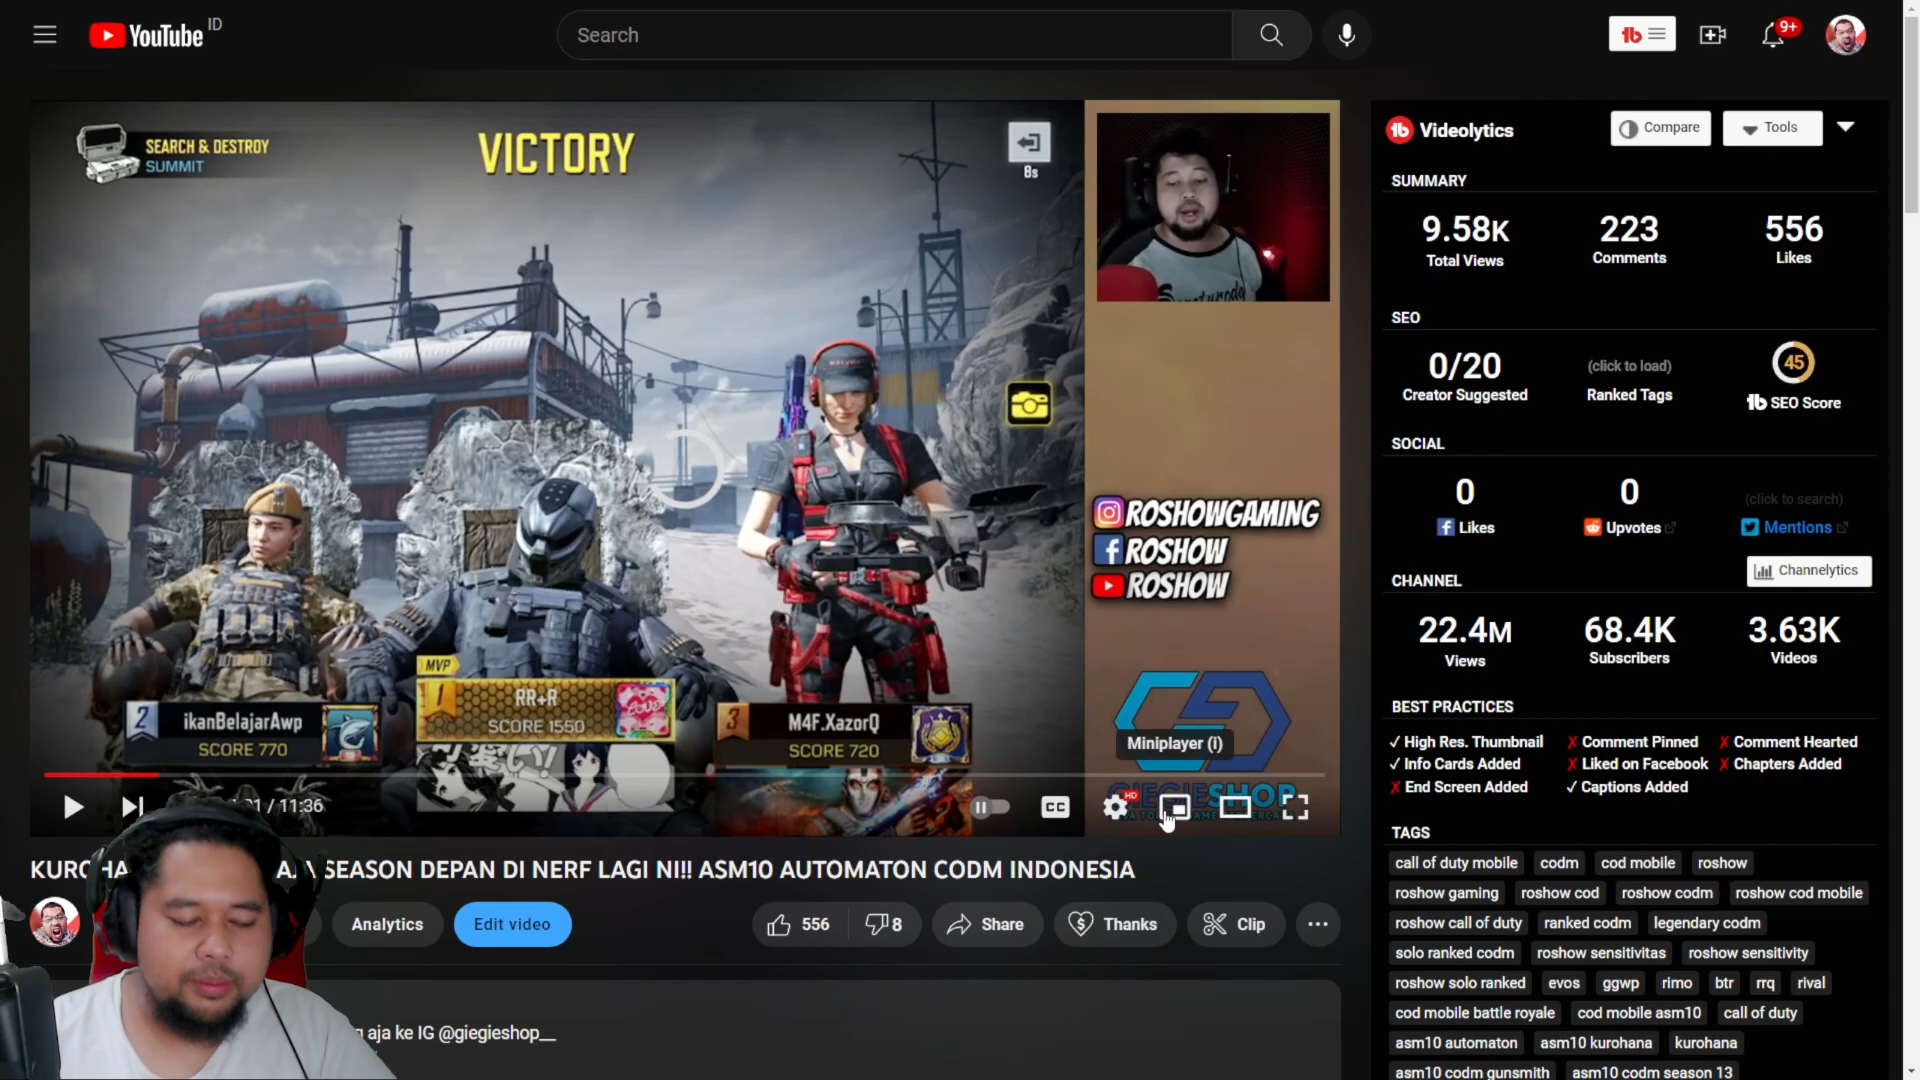 YouTube ID
Search
9+
SEARCH & DESTROY
SUMMIT
VICTORY
8s
ROSHOWGAMING
ROSHOW
ROSHOW
MVP
1
RR+R
SCORE 1550
LOVE
2
ikanBelajarAwp
SCORE 770
3
M4F.XazorQ
SCORE 720
Miniplayer (i)
/ 11:36
CC
HD
SEASON DEPAN DI NERF LAGI NI!! ASM10 AUTOMATON CODM INDONESIA
Analytics
Edit video
556
8
Share
Thanks
Clip
aja ke IG @giegieshop__
Videolytics
Compare
Tools
SUMMARY
9.58K
Total Views
223
Comments
556
Likes
SEO
0/20
Creator Suggested
(click to load)
Ranked Tags
45
SEO Score
SOCIAL
0
Likes
0
Upvotes
(click to search)
Mentions
CHANNEL
Channelytics
22.4M
Views
68.4K
Subscribers
3.63K
Videos
BEST PRACTICES
✓ High Res. Thumbnail ✗ Comment Pinned ✗ Comment Hearted
✓ Info Cards Added ✗ Liked on Facebook ✗ Chapters Added
✗ End Screen Added ✓ Captions Added
TAGS
call of duty mobile codm cod mobile roshow
roshow gaming roshow cod roshow codm roshow cod mobile
roshow call of duty ranked codm legendary codm
solo ranked codm roshow sensitivitas roshow sensitivity
roshow solo ranked evos ggwp rimo btr rrq rival
cod mobile battle royale cod mobile asm10 call of duty
asm10 automaton asm10 kurohana kurohana
asm10 codm gunsmith asm10 codm season 13